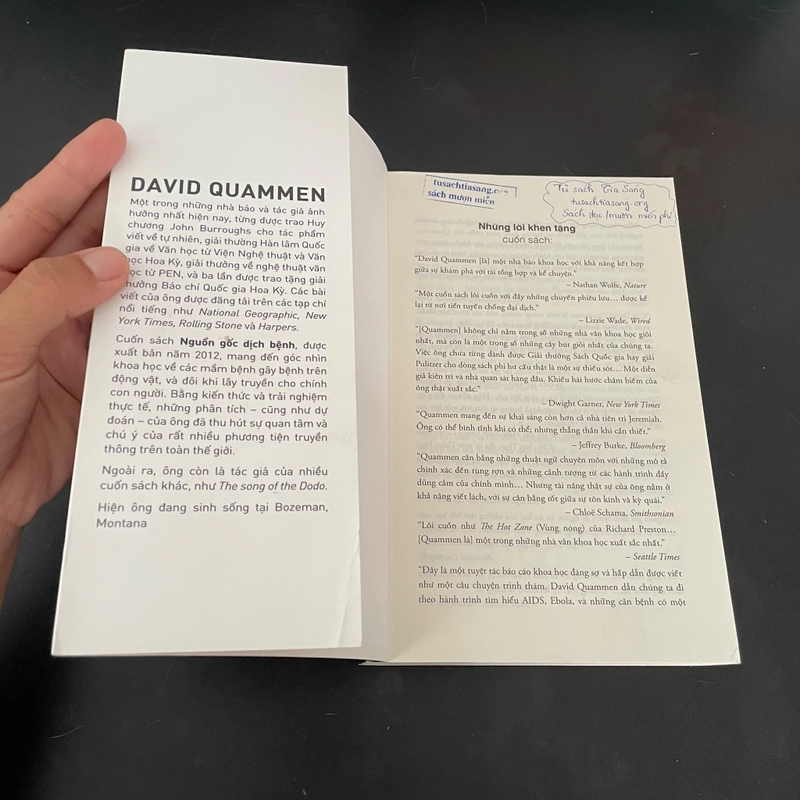 DAVID QUAMMEN
Một trong những nhà báo và tác giả ảnh
hưởng nhất hiện nay, từng được trao Huy
chương John Burroughs cho tác phẩm
viết về tự nhiên, giải thưởng Hàn lâm Quốc
gia về Văn học từ Viện Nghệ thuật và Văn
học Hoa Kỳ, giải thưởng về nghệ thuật văn
học từ PEN, và ba lần được trao tặng giải
thưởng Báo chí Quốc gia Hoa Kỳ. Các bài
viết của ông được đăng tải trên các tạp chí
nổi tiếng như National Geographic, New
York Times, Rolling Stone và Harpers.
Cuốn sách Nguồn gốc dịch bệnh, được
xuất bản năm 2012, mang đến góc nhìn
khoa học về các mầm bệnh gây bệnh trên
động vật, và đôi khi lây truyền cho chính
con người. Bằng kiến thức và trải nghiệm
thực tế, những phân tích – cũng như dự
đoán – của ông đã thu hút sự quan tâm và
chú ý của rất nhiều phương tiện truyền
thông trên toàn thế giới.
Ngoài ra, ông còn là tác giả của nhiều
cuốn sách khác, như The song of the Dodo.
Hiện ông đang sinh sống tại Bozeman,
Montana
tusachtiasang.org
sách mượn miễn
Tủ sách Tia Sáng
tusachtiasang.org
Sách đọc/mượn miễn phí
Những lời khen tặng
cuốn sách:
“David Quammen [là] một nhà báo khoa học với khả năng kết hợp
giữa sự khám phá với tài tổng hợp và kể chuyện.”
– Nathan Wolfe, Nature
“Một cuốn sách lôi cuốn với đầy những chuyến phiêu lưu... được kể
lại từ nơi tiền tuyến chống đại dịch.”
– Lizzie Wade, Wired
“[Quammen] không chỉ nằm trong số những nhà văn khoa học giỏi
nhất, mà còn là một trong số những cây bút giỏi nhất của chúng ta.
Việc ông chưa từng dành được Giải thưởng Sách Quốc gia hay giải
Pulitzer cho dòng sách phi hư cấu thật là một sự thiếu sót... Một diễn
giả kiên trì và nhà quan sát hàng đầu. Khiếu hài hước châm biếm của
ông thật xuất sắc.”
– Dwight Garner, New York Times
“Quammen mang đến sự khai sáng còn hơn cả nhà tiên tri Jeremiah.
Ông có thể bình tĩnh khi có thể; nhưng thẳng thắn khi cần thiết.”
– Jeffrey Burke, Bloomberg
“Quammen cân bằng những thuật ngữ chuyên môn với những mô tả
chính xác đến rùng rợn và những cảnh tượng từ các hành trình đầy
dũng cảm của chính mình... Nhưng tài năng thật sự của ông nằm ở
khả năng viết lách, với sự cân bằng tốt giữa sự tôn kính và kỳ quái.”
– Chloë Schama, Smithsonian
“Lôi cuốn như The Hot Zone (Vùng nóng) của Richard Preston...
[Quammen là] một trong những nhà văn khoa học xuất sắc nhất.”
– Seattle Times
“Đây là một tuyệt tác báo cáo khoa học đáng sợ và hấp dẫn được viết
như một câu chuyện trinh thám. David Quammen dẫn chúng ta đi
theo hành trình tìm hiểu AIDS, Ebola, và những căn bệnh có một